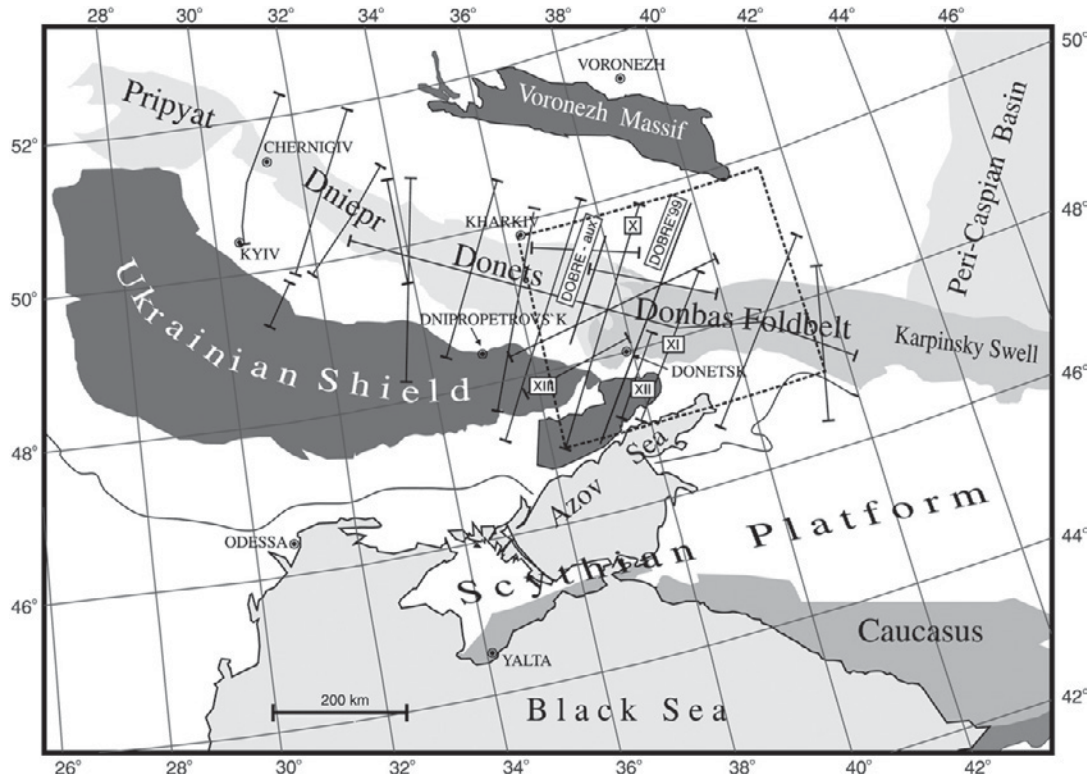 28° 30° 32° 34° 36° 38° 40° 42°
50°
52°
50°
48°
46°
48°
46°
44°
42°
VORONEZH
Voronezh Massif
Pripyat
CHERNIGIV
Dniepr
KYIV
KHARKIV
Donets
DOBRE - aux
X
DOBRE'99
Peri-Caspian Basin
DNIPROPETROVS`K
Donbas Foldbelt
Karpinsky Swell
XI
DONETSK
XIII
XII
Ukrainian Shield
Azov Sea
ODESSA
Scythian Platform
Caucasus
YALTA
200 km
Black Sea
26° 28° 30° 32° 34° 36° 38° 40° 42°